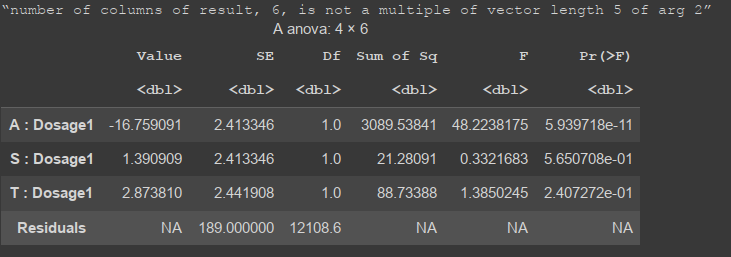 “number of columns of result, 6, is not a multiple of vector length 5 of arg 2”
A anova: 4 × 6
Value SE Df Sum of Sq F Pr(>F)
<dbl> <dbl> <dbl> <dbl> <dbl> <dbl>
A : Dosage1 -16.759091 2.413346 1.0 3089.53841 48.2238175 5.939718e-11
S : Dosage1 1.390909 2.413346 1.0 21.28091 0.3321683 5.650708e-01
T : Dosage1 2.873810 2.441908 1.0 88.73388 1.3850245 2.407272e-01
Residuals NA 189.000000 12108.6 NA NA NA